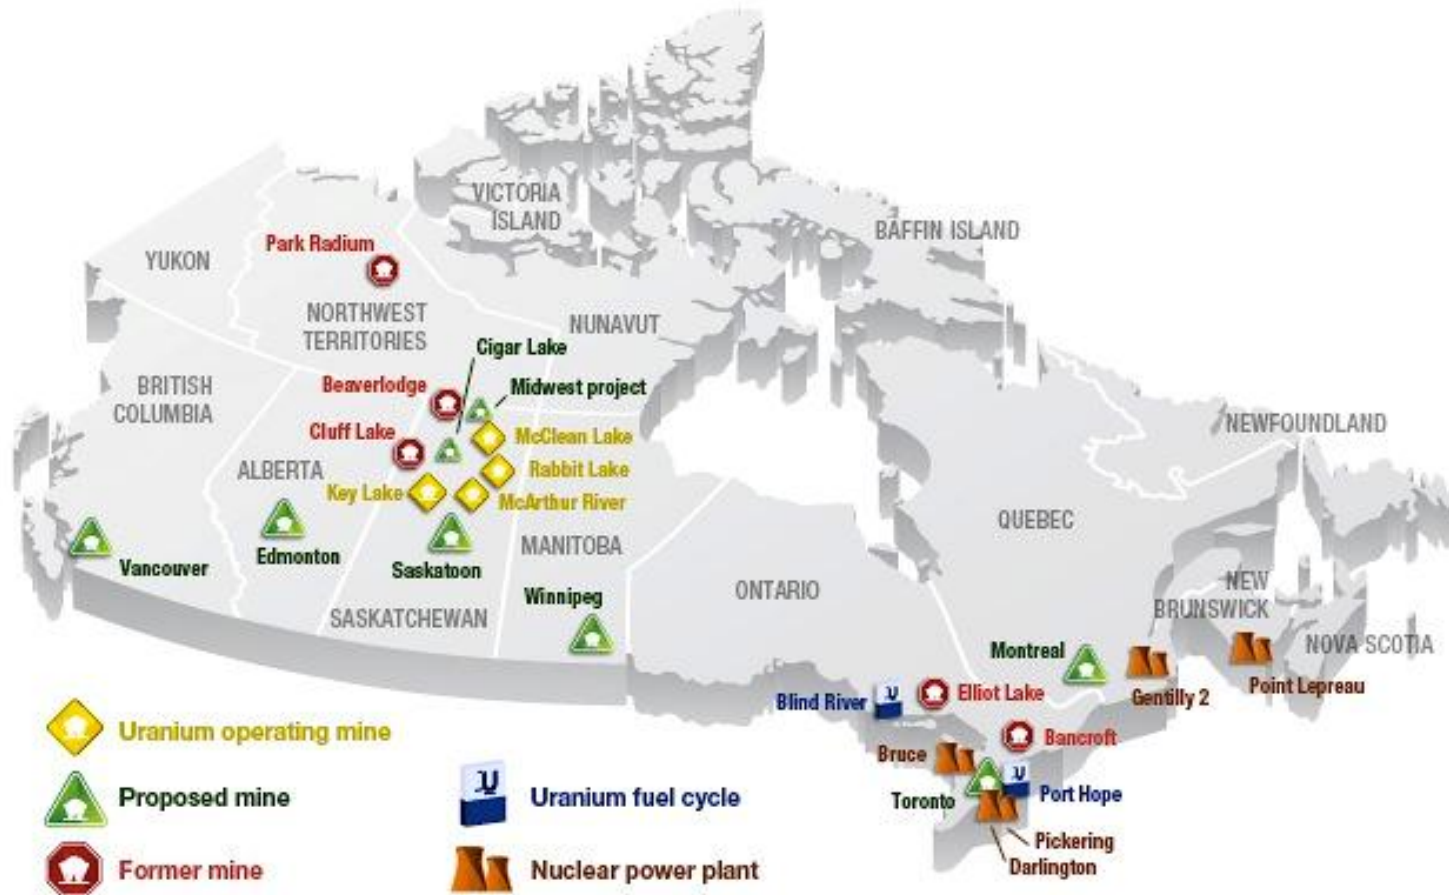 VICTORIA
ISLAND
BAFFIN ISLAND
YUKON
Park Radium
NORTHWEST
TERRITORIES
NUNAVUT
Cigar Lake
BRITISH
COLUMBIA
Beaverlodge
Midwest project
NEWFOUNDLAND
Cluff Lake
McClean Lake
ALBERTA
Rabbit Lake
Key Lake
McArthur River
QUEBEC
Vancouver
Edmonton
Saskatoon
MANITOBA
NEW
BRUNSWICK
ONTARIO
Winnipeg
SASKATCHEWAN
NOVA SCOTIA
Montreal
Gentilly 2
Point Lepreau
Blind River
Elliot Lake
Bancroft
Bruce
Toronto
Port Hope
Pickering
Darlington
Uranium operating mine
Proposed mine
Former mine
Uranium fuel cycle
Nuclear power plant